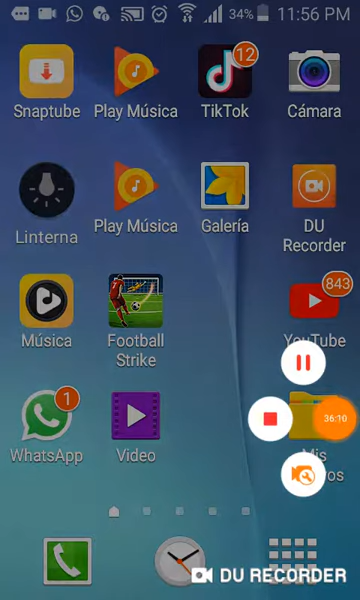 34% 11:56 PM
12
Snaptube Play Música TikTok Cámara
Linterna Play Música Galería DU Recorder
843
Música Football Strike YouTube
36:10
1
WhatsApp Video Mis
os
DU RECORDER